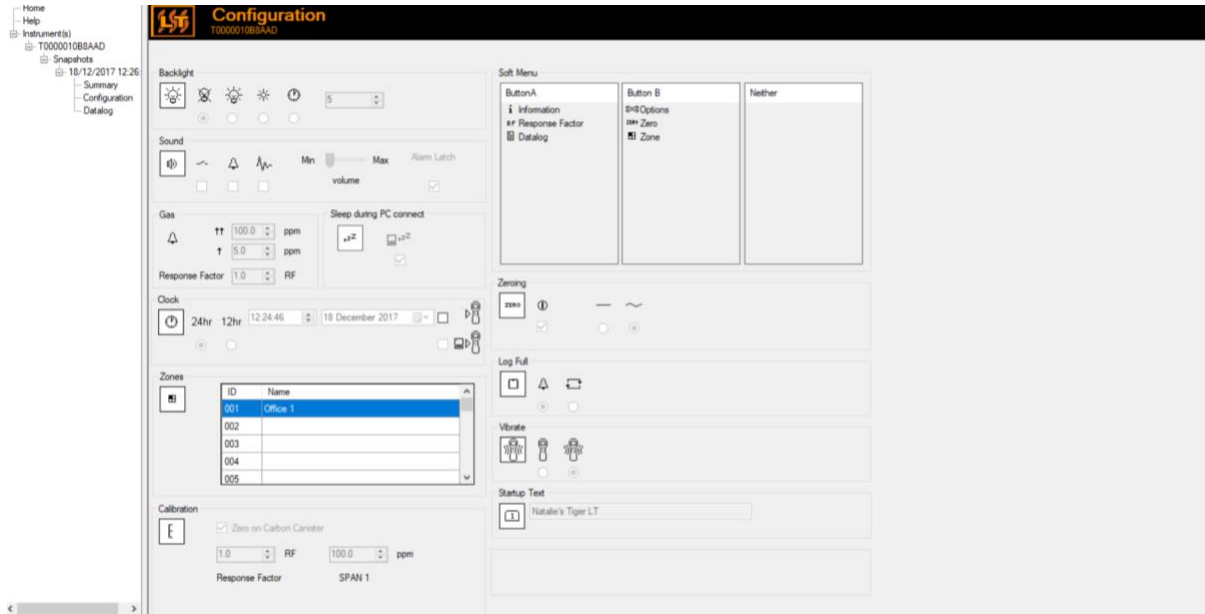 Home
Help
Instrument(s)
T0000010B8AAD
Snapshots
18/12/2017 12:26:
Summary
Configuration
Datalog
Configuration
T0000010B8AAD
Backlight
5
Sound
Min
Max
volume
Alarm Latch
Gas
100.0 ppm
5.0 ppm
Response Factor 1.0 RF
Sleep during PC connect
Clock
24hr 12hr 12:24:46 18 December 2017
Zones
ID Name
001 Office 1
002
003
004
005
Calibration
Zero on Carbon Canister
1.0 RF 100.0 ppm
Response Factor SPAN 1
Soft Menu
Button A Button B Neither
i Information Options
RF Response Factor ZERO Zero
Datalog Zone
Zeroing
ZERO
Log Full
Vibrate
Startup Text
Natalie's Tiger LT